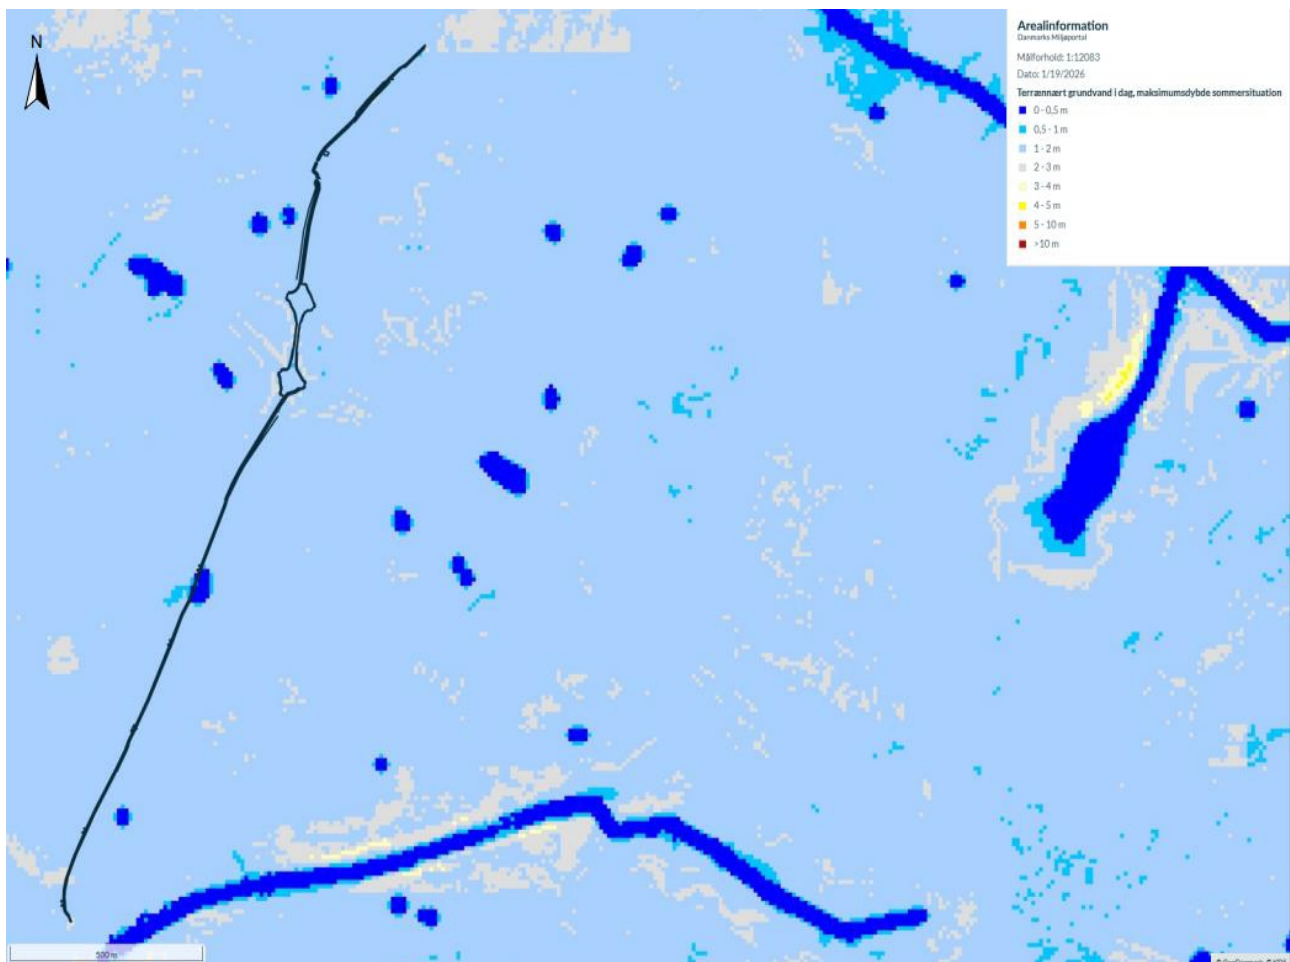 N
Arealinformation
Danmarks Miljøportal
Målforhold: 1:12083
Dato: 1/19/2026
Terrænnært grundvand i dag, maksimumsdybde sommersituation
0 - 0,5 m
0,5 - 1 m
1 - 2 m
2 - 3 m
3 - 4 m
4 - 5 m
5 - 10 m
>10 m
500 m